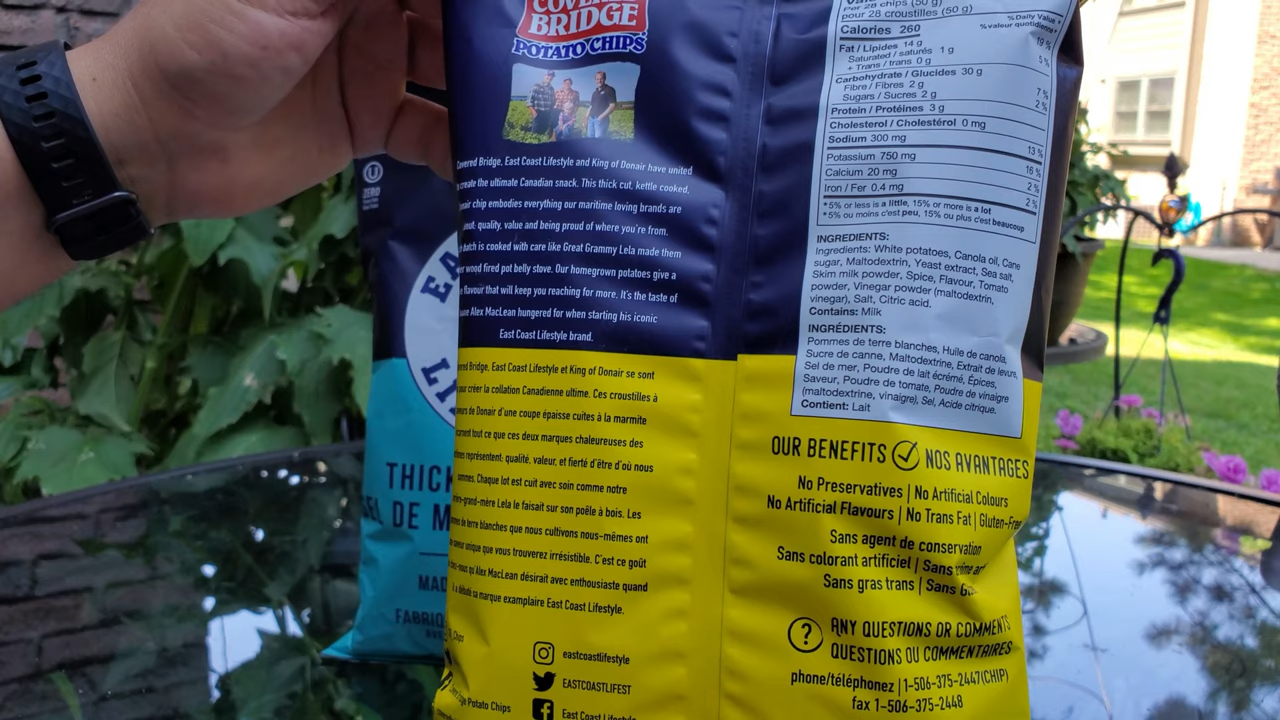 COVERED
BRIDGE
POTATO CHIPS
Covered Bridge, East Coast Lifestyle and King of Donair have united
create the ultimate Canadian snack. This thick cut, kettle cooked,
chip embodies everything our maritime loving brands are
quality, value and being proud of where you're from.
batch is cooked with care like Great Grammy Lela made them
wood fired pot belly stove. Our homegrown potatoes give a
flavour that will keep you reaching for more. It's the taste of
Alex MacLean hungered for when starting his iconic
East Coast Lifestyle brand.
Bridge, East Coast Lifestyle et King of Donair se sont
pour créer la collation Canadienne ultime. Ces croustilles à
de Donair d'une coupe épaisse cuites à la marmite
tout ce que ces deux marques chaleureuses des
représentent: qualité, valeur, et fierté d'être d'où nous
sommes. Chaque lot est cuit avec soin comme notre
grand-mère Lela le faisait sur son poêle à bois. Les
de terre blanches que nous cultivons nous-mêmes ont
unique que vous trouverez irrésistible. C'est ce goût
qu'Alex MacLean désirait avec enthousiaste quand
sa marque examplaire East Coast Lifestyle.
Chips
eastcoastlifestyle
EASTCOASTLIFEST
Potato Chips
East Coast Lifestyle
Per 28 chips (50 g)
pour 28 croustilles (50 g)
% Daily Value *
% valeur quotidienne *
Calories 260
Fat / Lipides 14 g 19 %
Saturated / saturés 1 g
+ Trans / trans 0 g 5 %
Carbohydrate / Glucides 30 g
Fibre / Fibres 2 g 7 %
Sugars / Sucres 2 g 2 %
Protein / Protéines 3 g
Cholesterol / Cholestérol 0 mg
Sodium 300 mg 13 %
Potassium 750 mg 16 %
Calcium 20 mg 2 %
Iron / Fer 0.4 mg 2 %
*5% or less is a little, 15% or more is a lot
*5% ou moins c'est peu, 15% ou plus c'est beaucoup
INGREDIENTS:
Ingredients: White potatoes, Canola oil, Cane
sugar, Maltodextrin, Yeast extract, Sea salt,
Skim milk powder, Spice, Flavour, Tomato
powder, Vinegar powder (maltodextrin,
vinegar), Salt, Citric acid.
Contains: Milk
INGRÉDIENTS:
Pommes de terre blanches, Huile de canola,
Sucre de canne, Maltodextrine, Extrait de levure,
Sel de mer, Poudre de lait écrémé, Épices,
Saveur, Poudre de tomate, Poudre de vinaigre
(maltodextrine, vinaigre), Sel, Acide citrique.
Contient: Lait
OUR BENEFITS NOS AVANTAGES
No Preservatives | No Artificial Colours
No Artificial Flavours | No Trans Fat | Gluten-Free
Sans agent de conservation
Sans colorant artificiel | Sans
Sans gras trans | Sans
? ANY QUESTIONS OR COMMENTS
QUESTIONS OU COMMENTAIRES
phone/téléphonez | 1-506-375-2447(CHIP)
fax 1-506-375-2448
U
ZERO
EA
LI
THICK
SEL DE M
MAD
FABRIQ